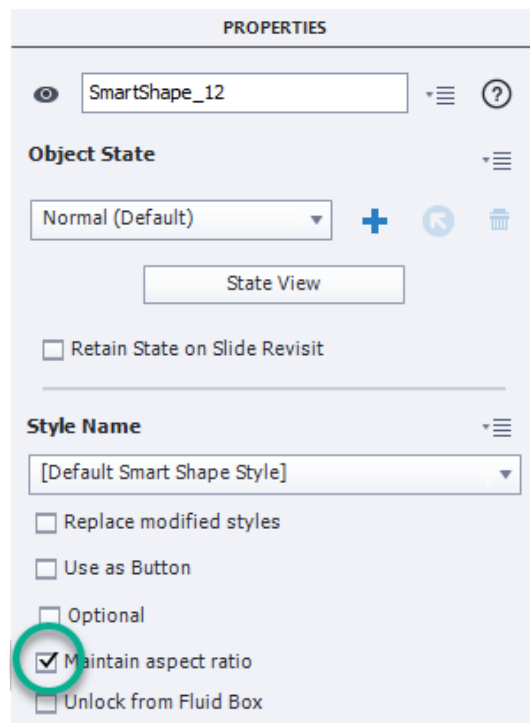 PROPERTIES
SmartShape_12
?
Object State
Normal (Default)
State View
Retain State on Slide Revisit
Style Name
[Default Smart Shape Style]
Replace modified styles
Use as Button
Optional
Maintain aspect ratio
Unlock from Fluid Box